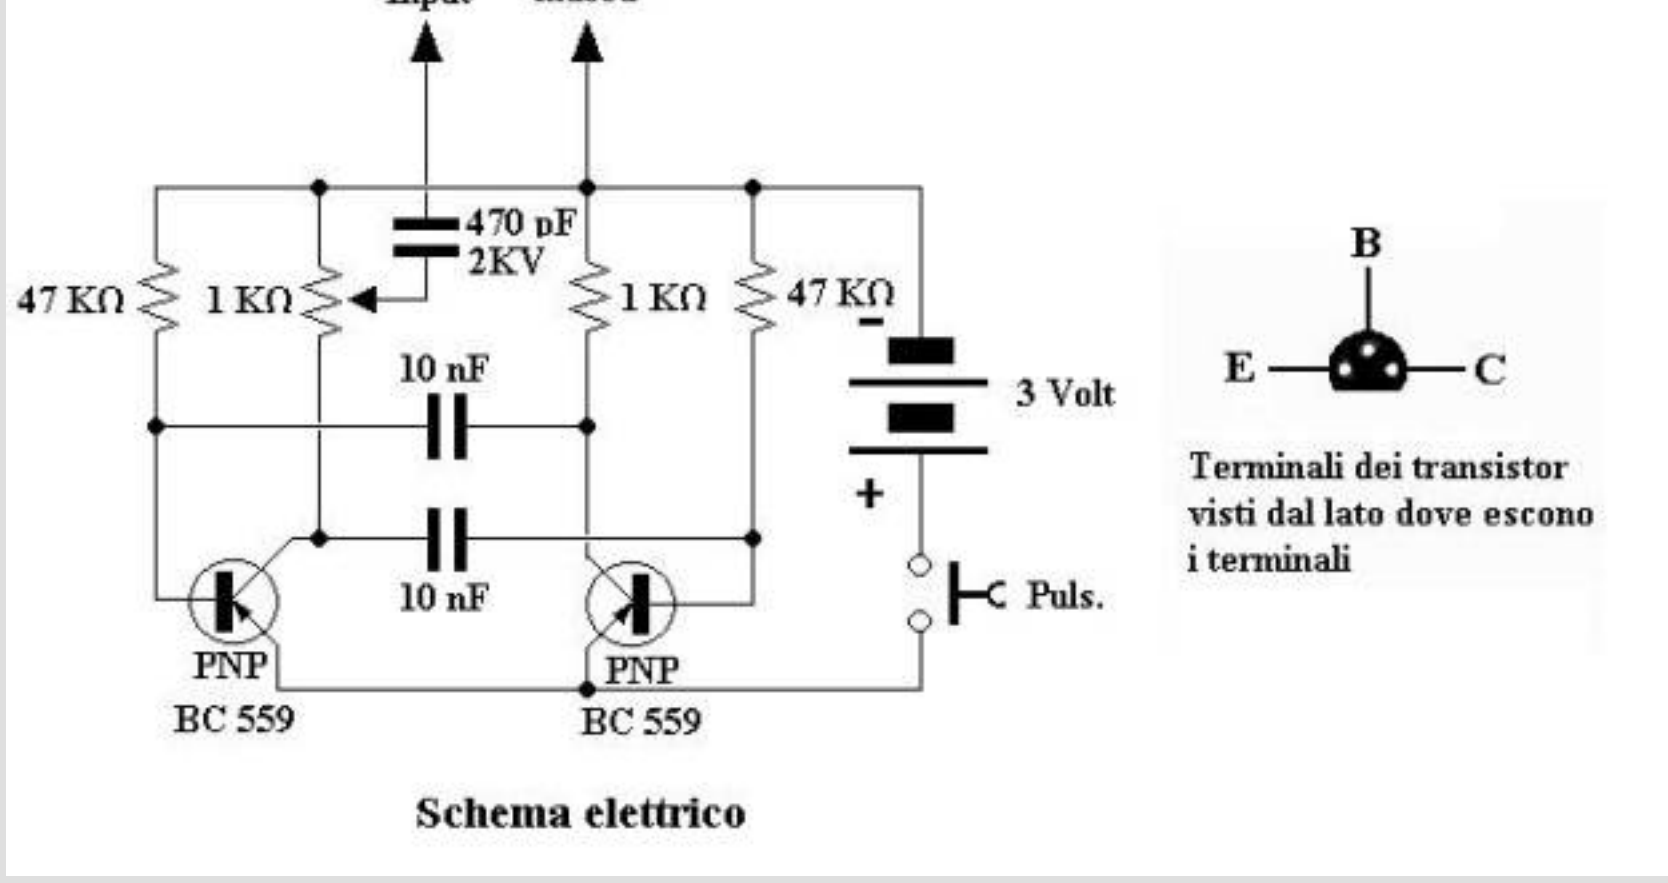 470 pF
2KV
47 KΩ
1 KΩ
1 KΩ
47 KΩ
-
10 nF
3 Volt
+
10 nF
Puls.
PNP
PNP
BC 559
BC 559
Schema elettrico
B
E
C
Terminali dei transistor
visti dal lato dove escono
i terminali